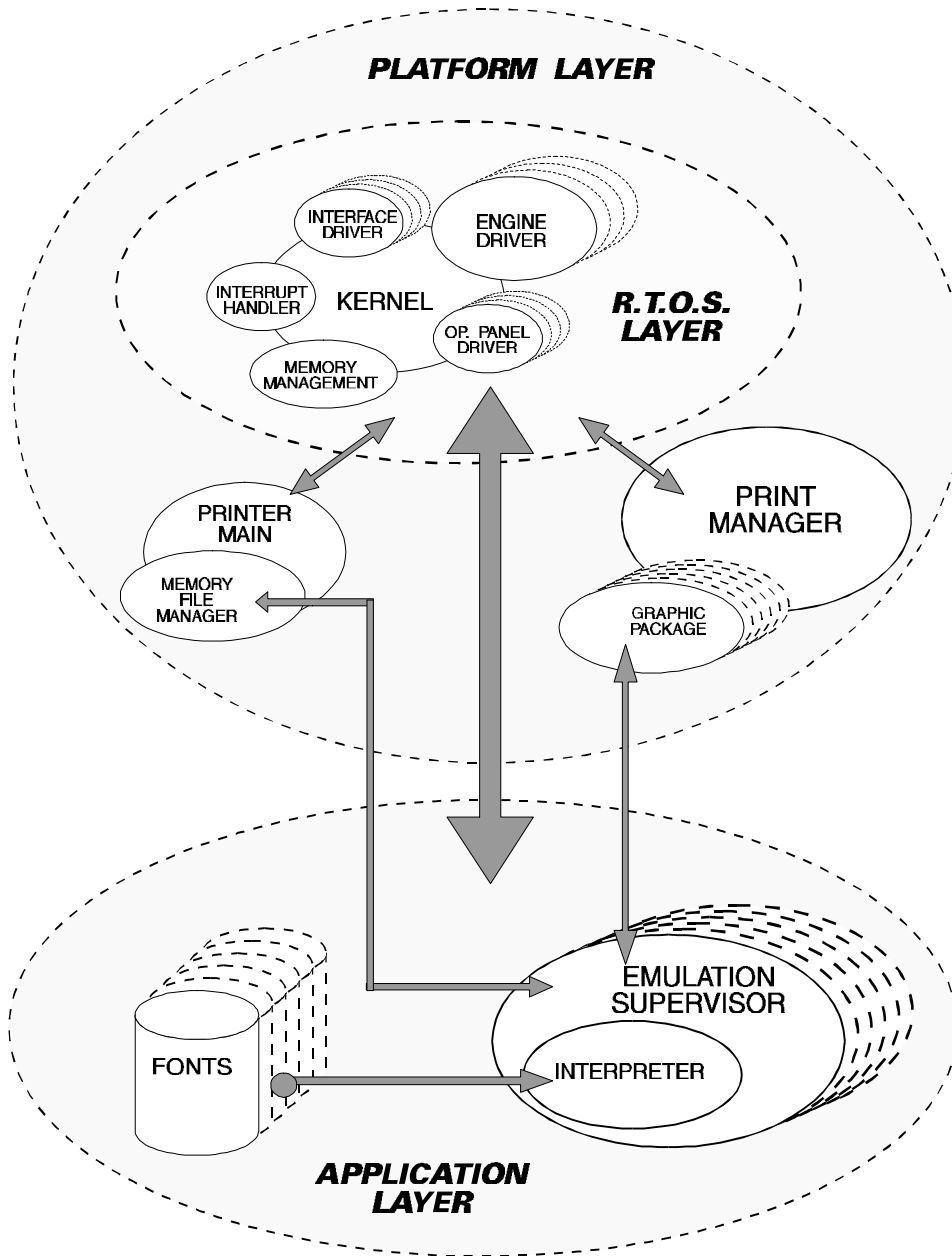 PLATFORM LAYER
INTERFACE
DRIVER
ENGINE
DRIVER
INTERRUPT
HANDLER
KERNEL
R.T.O.S.
LAYER
OP. PANEL
DRIVER
MEMORY
MANAGEMENT
PRINTER
MAIN
PRINT
MANAGER
MEMORY
FILE
MANAGER
GRAPHIC
PACKAGE
EMULATION
SUPERVISOR
FONTS
INTERPRETER
APPLICATION
LAYER